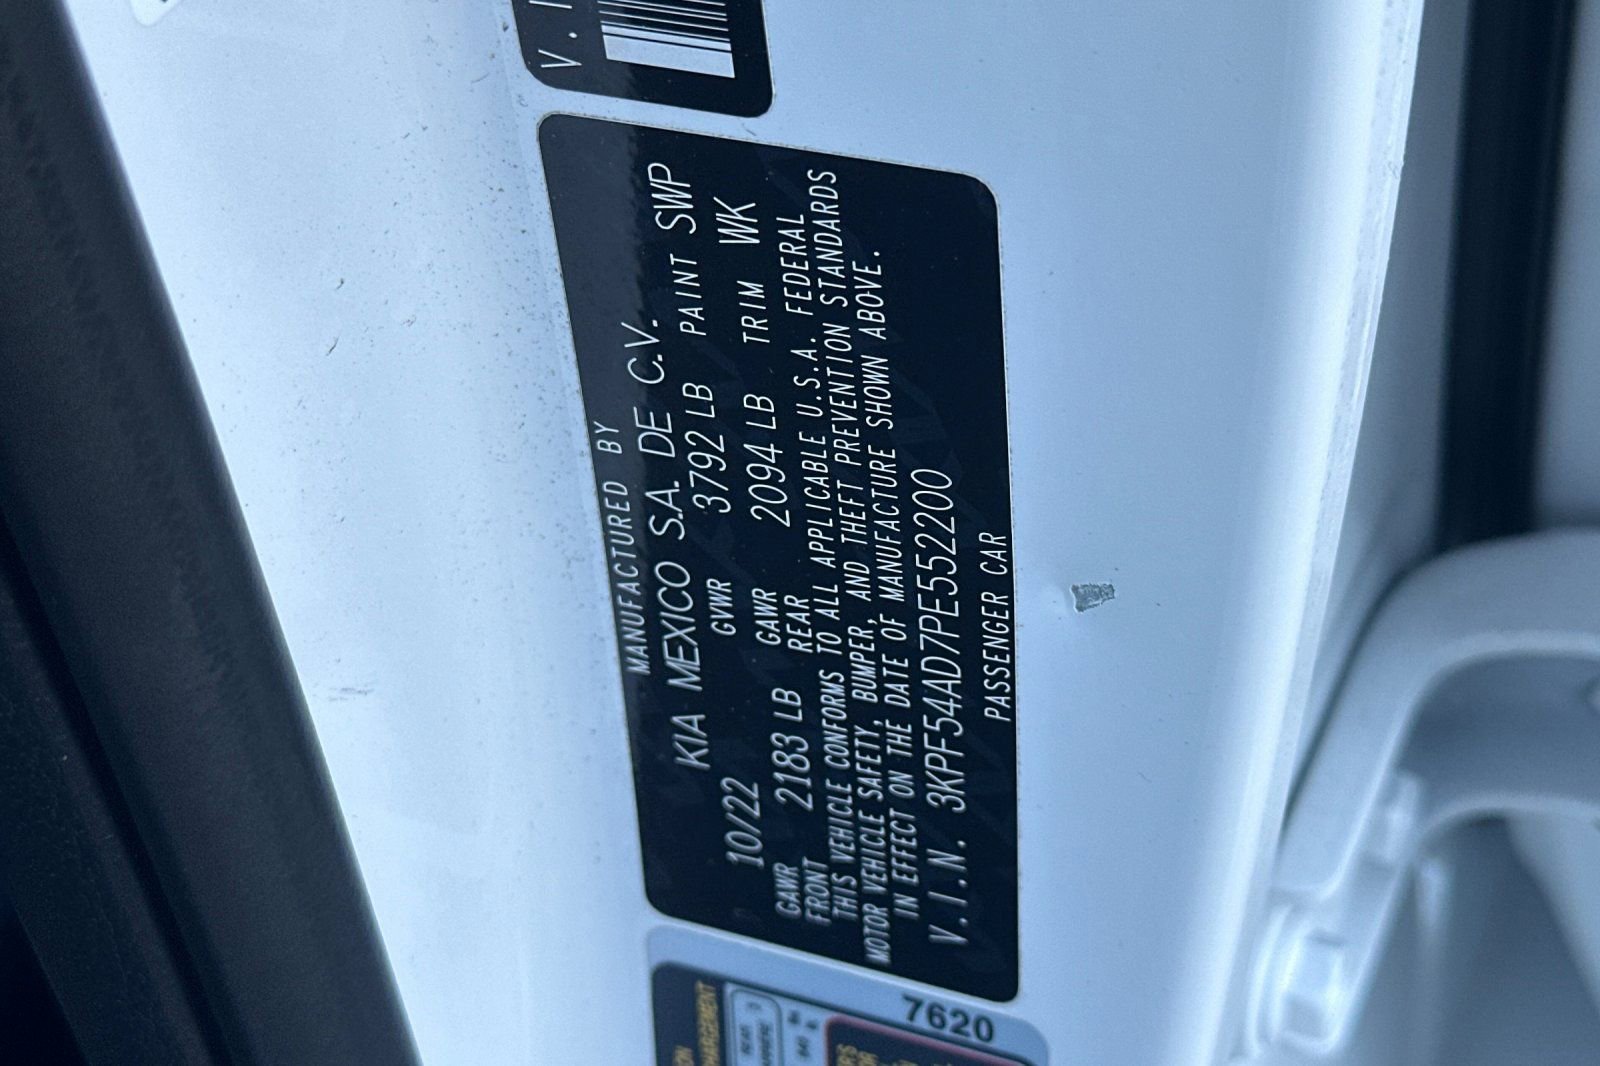 V.
MANUFACTURED BY
KIA MEXICO S.A. DE C.V.
10/22 GVWR 3792 LB PAINT SWP
GAWR FRONT 2183 LB GAWR REAR 2094 LB TRIM WK
THIS VEHICLE CONFORMS TO ALL APPLICABLE U.S.A. FEDERAL
MOTOR VEHICLE SAFETY, BUMPER, AND THEFT PREVENTION STANDARDS
IN EFFECT ON THE DATE OF MANUFACTURE SHOWN ABOVE.
V.I.N. 3KPF54AD7PE552200
PASSENGER CAR
7620